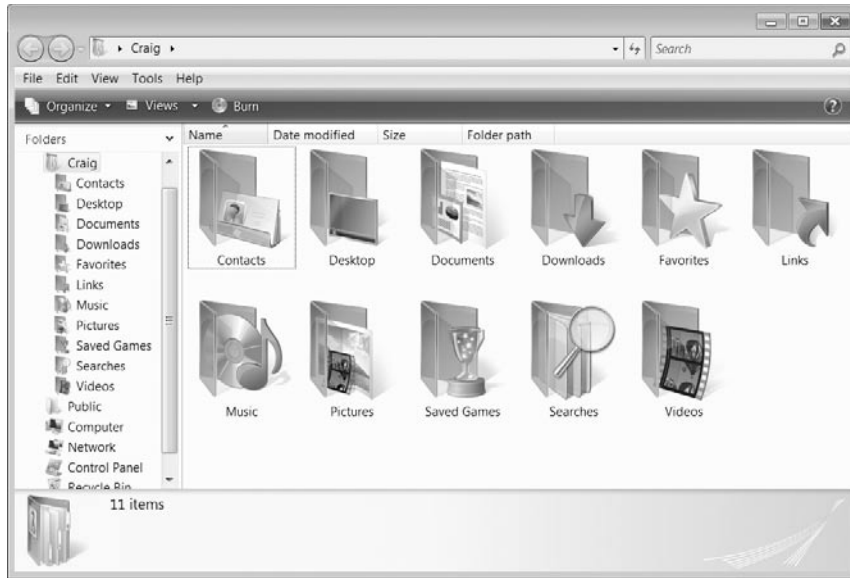 Craig
Search
File Edit View Tools Help
Organize Views Burn ?
Folders
Name Date modified Size Folder path
Craig
Contacts
Desktop
Documents
Downloads
Favorites
Links
Music
Pictures
Saved Games
Searches
Videos
Public
Computer
Network
Control Panel
Recycle Bin
Contacts Desktop Documents Downloads Favorites Links
Music Pictures Saved Games Searches Videos
11 items